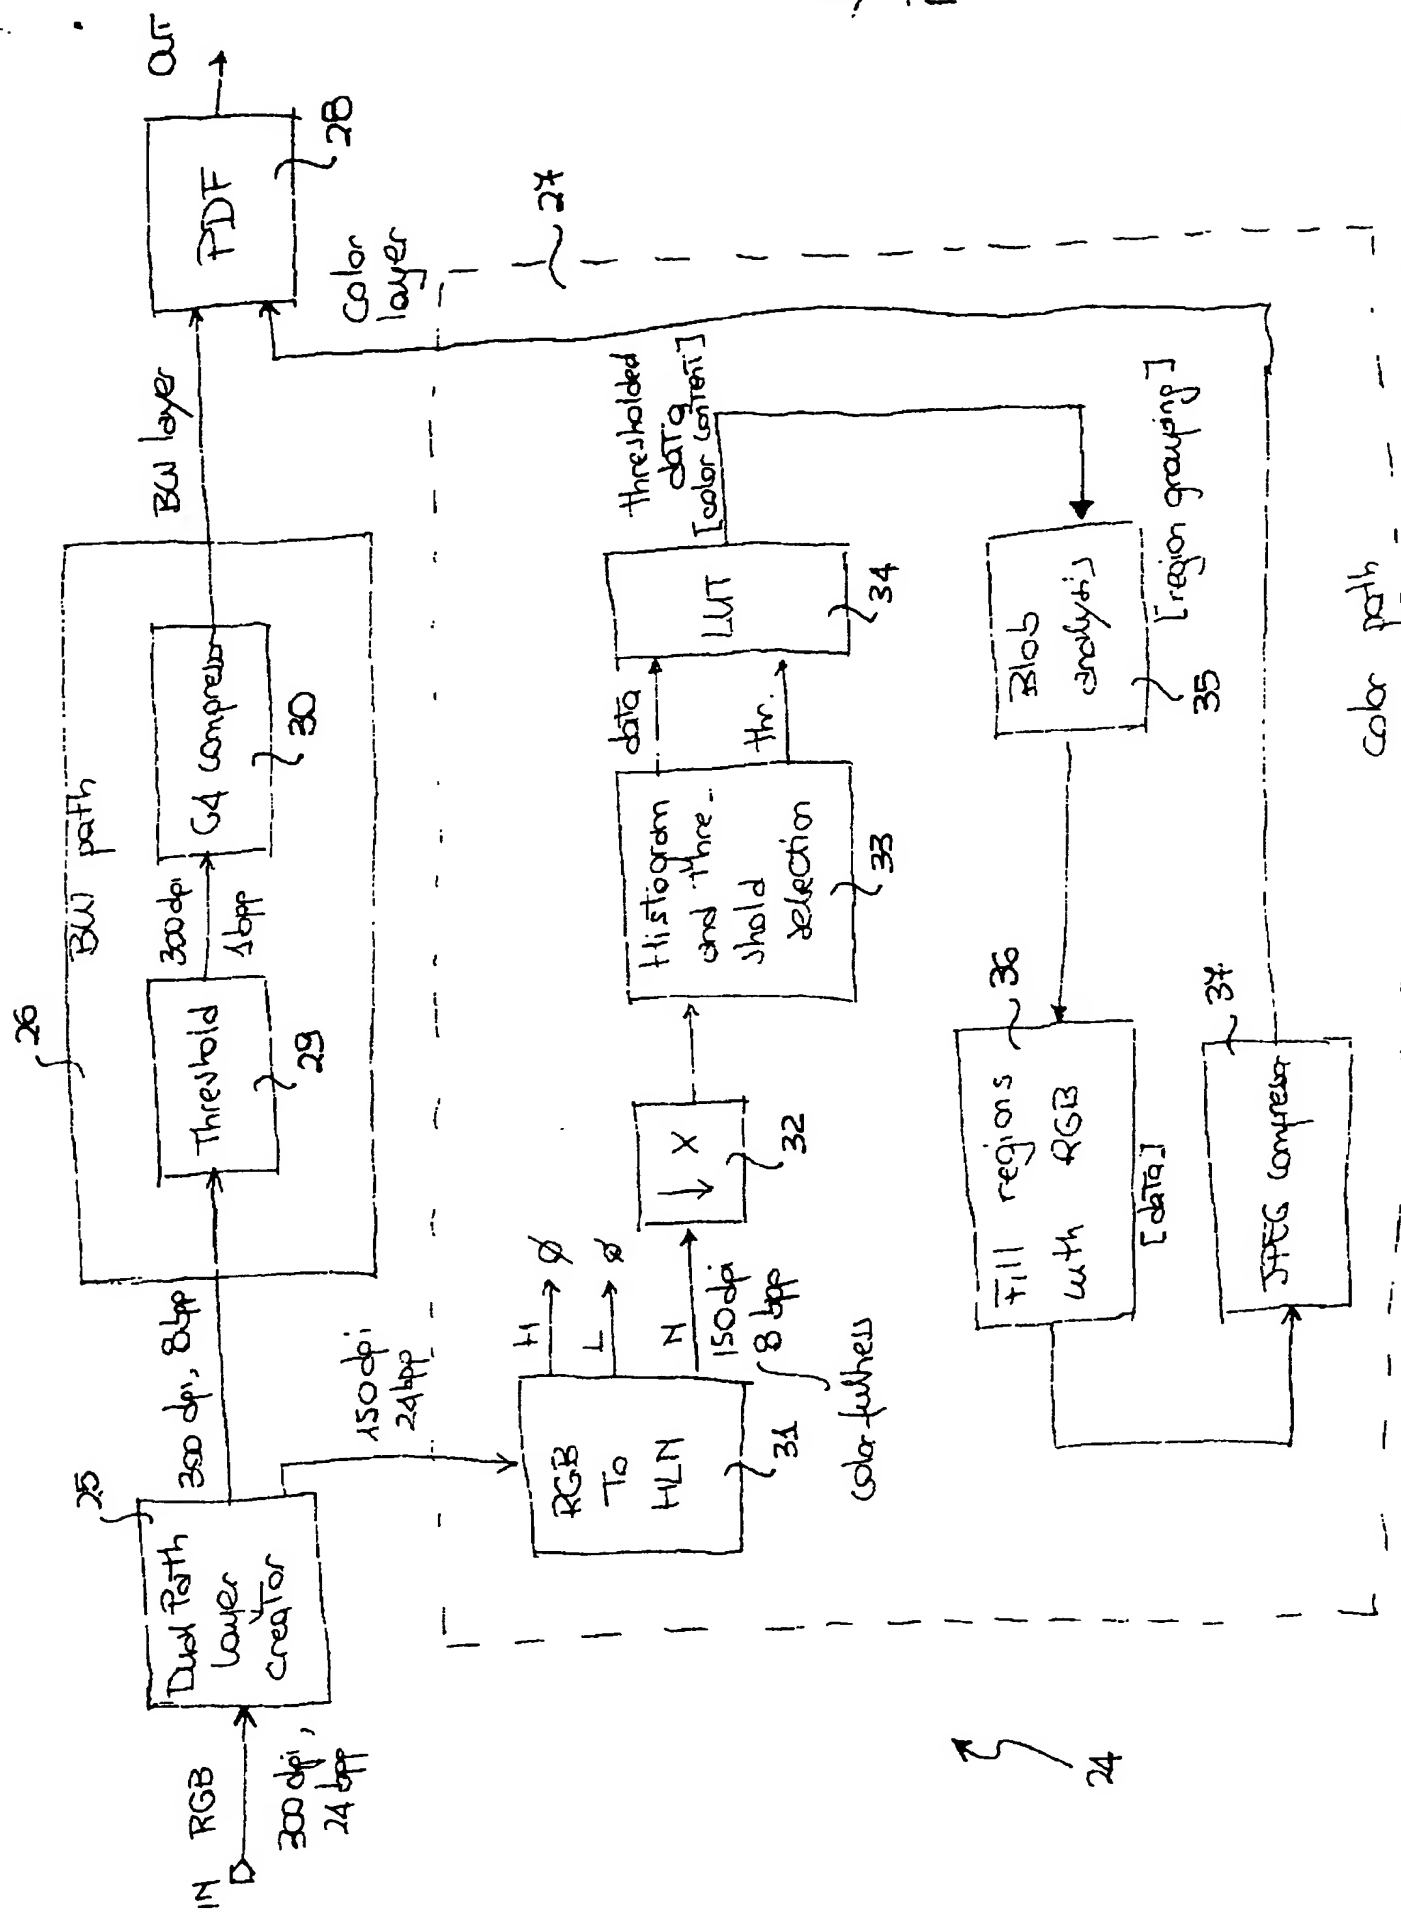 IN
RGB
300 dpi,
24 bpp
Dual Path
Layer
creator
25
300 dpi, 8bpp
150 dpi
24bpp
26
BW path
Threshold
29
300 dpi
1 bpp
G4 compressor
30
BW layer
PDF
28
OUT
color
layer
27
RGB
To
HLN
31
H
Ø
L
Ø
N
150 dpi
8 bpp
color-fulness
↓ X
32
Histogram
and thre-
shold
selection
33
data
thr.
LUT
34
thresholded
data
[color content]
Blob
analysis
35
[region grouping]
Fill regions
with RGB
[data]
36
JPEG compressor
37
color path
24